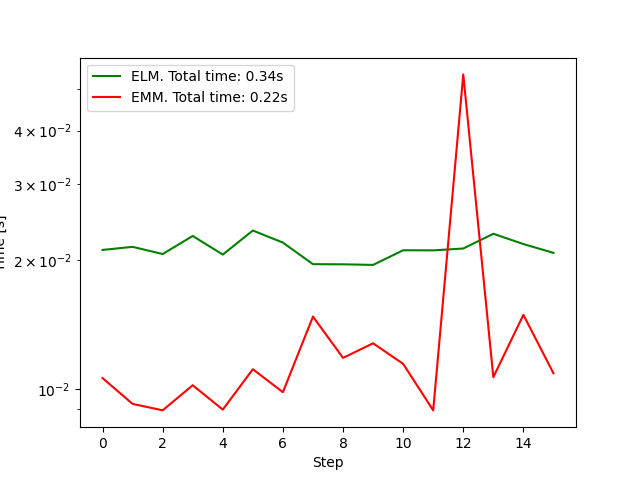 ELM. Total time: 0.34s
EMM. Total time: 0.22s
4 × 10⁻²
3 × 10⁻²
2 × 10⁻²
10⁻²
0 2 4 6 8 10 12 14
Step